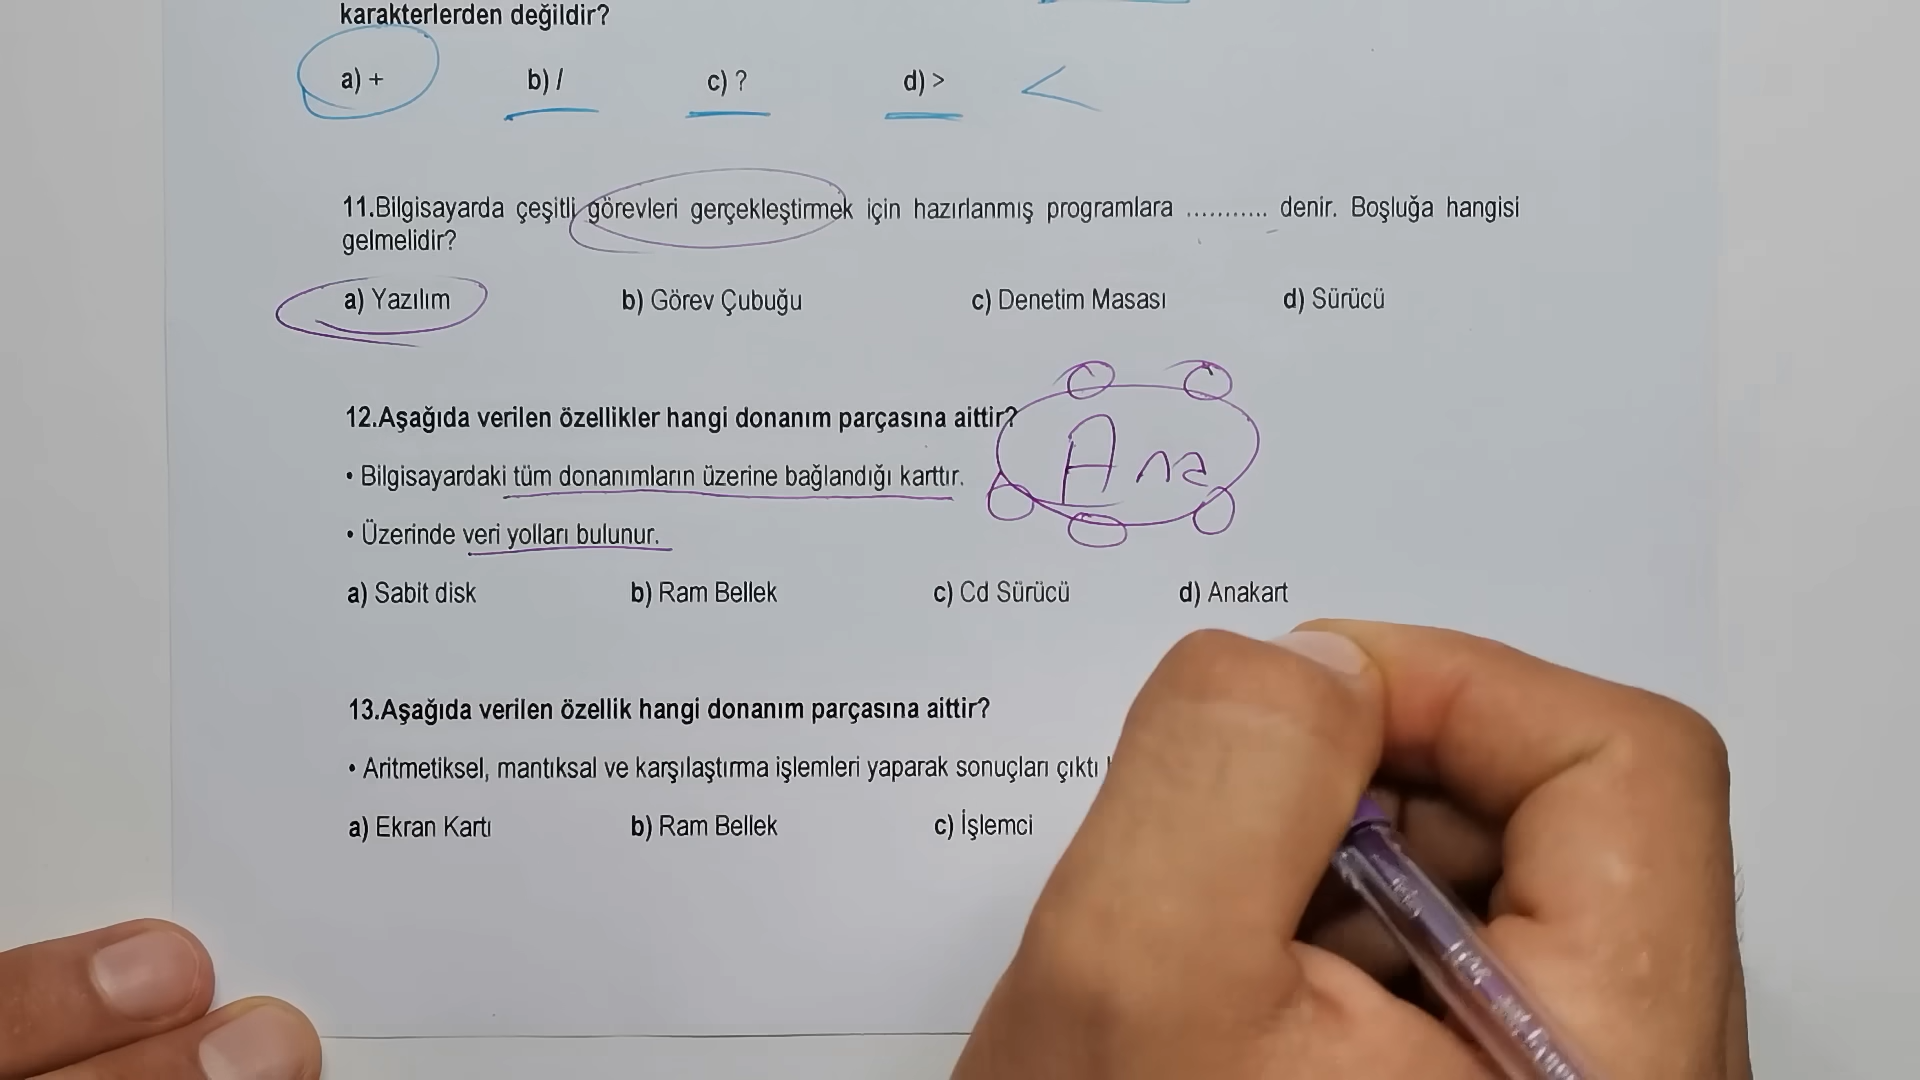 karakterlerden değildir?
a) + b) / c) ? d) > <
11.Bilgisayarda çeşitli görevleri gerçekleştirmek için hazırlanmış programlara ........... denir. Boşluğa hangisi
gelmelidir?
a) Yazılım b) Görev Çubuğu c) Denetim Masası d) Sürücü
12.Aşağıda verilen özellikler hangi donanım parçasına aittir?
• Bilgisayardaki tüm donanımların üzerine bağlandığı karttır.
Ana
• Üzerinde veri yolları bulunur.
a) Sabit disk b) Ram Bellek c) Cd Sürücü d) Anakart
13.Aşağıda verilen özellik hangi donanım parçasına aittir?
• Aritmetiksel, mantıksal ve karşılaştırma işlemleri yaparak sonuçları çıktı
a) Ekran Kartı b) Ram Bellek c) İşlemci